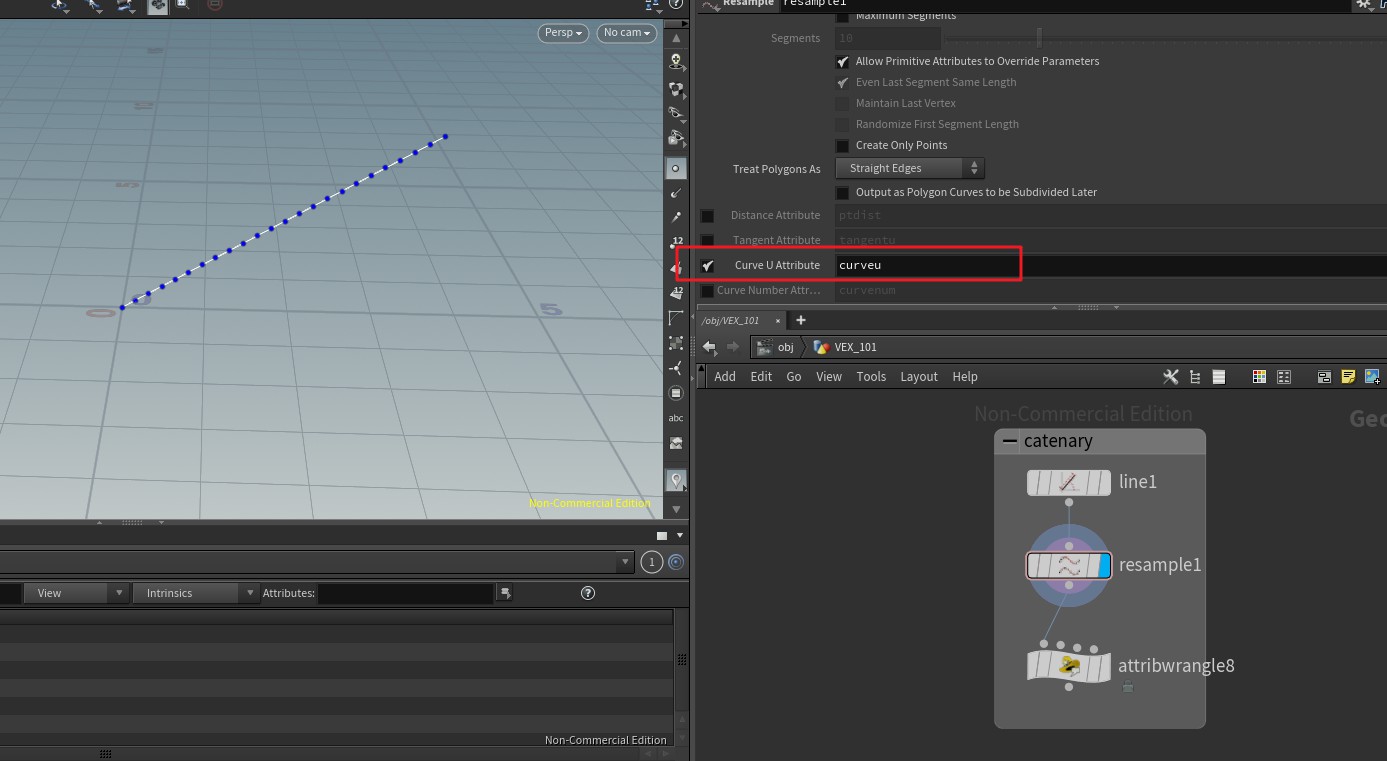 Resample resample1
Persp No cam
Maximum Segments
Segments 10
Allow Primitive Attributes to Override Parameters
Even Last Segment Same Length
Maintain Last Vertex
Randomize First Segment Length
Create Only Points
Treat Polygons As Straight Edges
Output as Polygon Curves to be Subdivided Later
Distance Attribute ptdist
Tangent Attribute tangentu
Curve U Attribute curveu
Curve Number Attr... curvenum
12
12
abc
0
5
5
Non-Commercial Edition
/obj/VEX_101 × +
obj VEX_101
Add Edit Go View Tools Layout Help
Non-Commercial Edition
Geo
catenary
line1
resample1
attribwrangle8
1
View Intrinsics Attributes:
Non-Commercial Edition